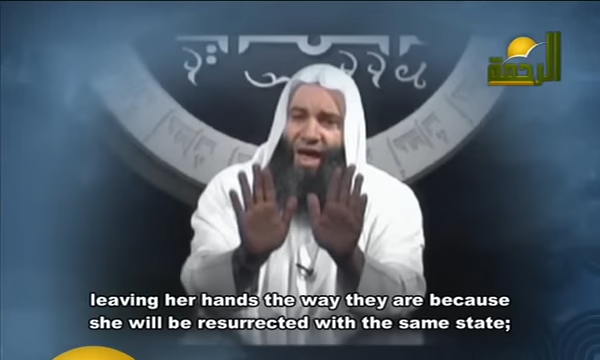 الرحمة
leaving her hands the way they are because
she will be resurrected with the same state;